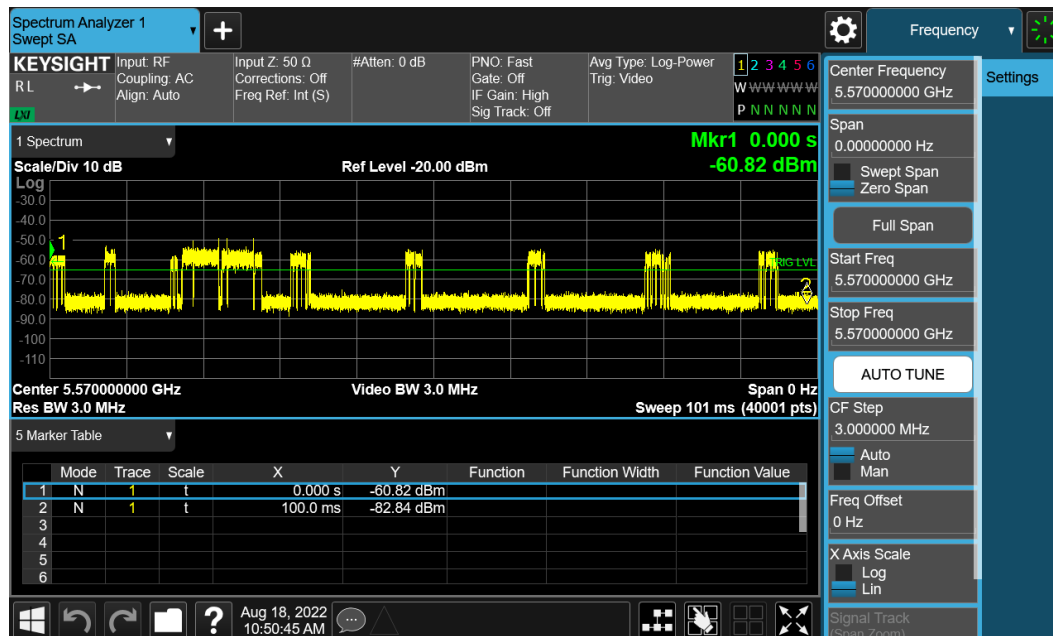 Spectrum Analyzer 1
Swept SA
Frequency
KEYSIGHT
R L
LXI
Input: RF
Coupling: AC
Align: Auto
Input Z: 50 Ω
Corrections: Off
Freq Ref: Int (S)
#Atten: 0 dB
PNO: Fast
Gate: Off
IF Gain: High
Sig Track: Off
Avg Type: Log-Power
Trig: Video
1 2 3 4 5 6
W W W W W W
P N N N N N
1 Spectrum
Mkr1 0.000 s
Scale/Div 10 dB
Ref Level -20.00 dBm
-60.82 dBm
Log
-30.0
-40.0
-50.0
-60.0
-70.0
-80.0
-90.0
-100
-110
1
TRIG LVL
2
Center 5.570000000 GHz
Video BW 3.0 MHz
Span 0 Hz
Res BW 3.0 MHz
Sweep 101 ms (40001 pts)
5 Marker Table
Mode Trace Scale X Y Function Function Width Function Value
1 N 1 t 0.000 s -60.82 dBm
2 N 1 t 100.0 ms -82.84 dBm
3
4
5
6
Aug 18, 2022
10:50:45 AM
Center Frequency
5.570000000 GHz
Settings
Span
0.00000000 Hz
Swept Span
Zero Span
Full Span
Start Freq
5.570000000 GHz
Stop Freq
5.570000000 GHz
AUTO TUNE
CF Step
3.000000 MHz
Auto
Man
Freq Offset
0 Hz
X Axis Scale
Log
Lin
Signal Track
(Span Zoom)